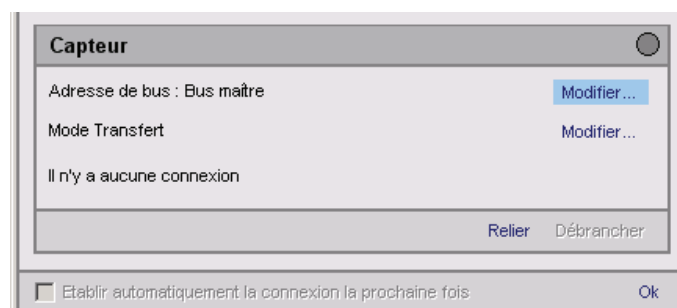 Capteur
Adresse de bus : Bus maître Modifier...
Mode Transfert Modifier...
Il n'y a aucune connexion
Relier Débrancher
Etablir automatiquement la connexion la prochaine fois Ok